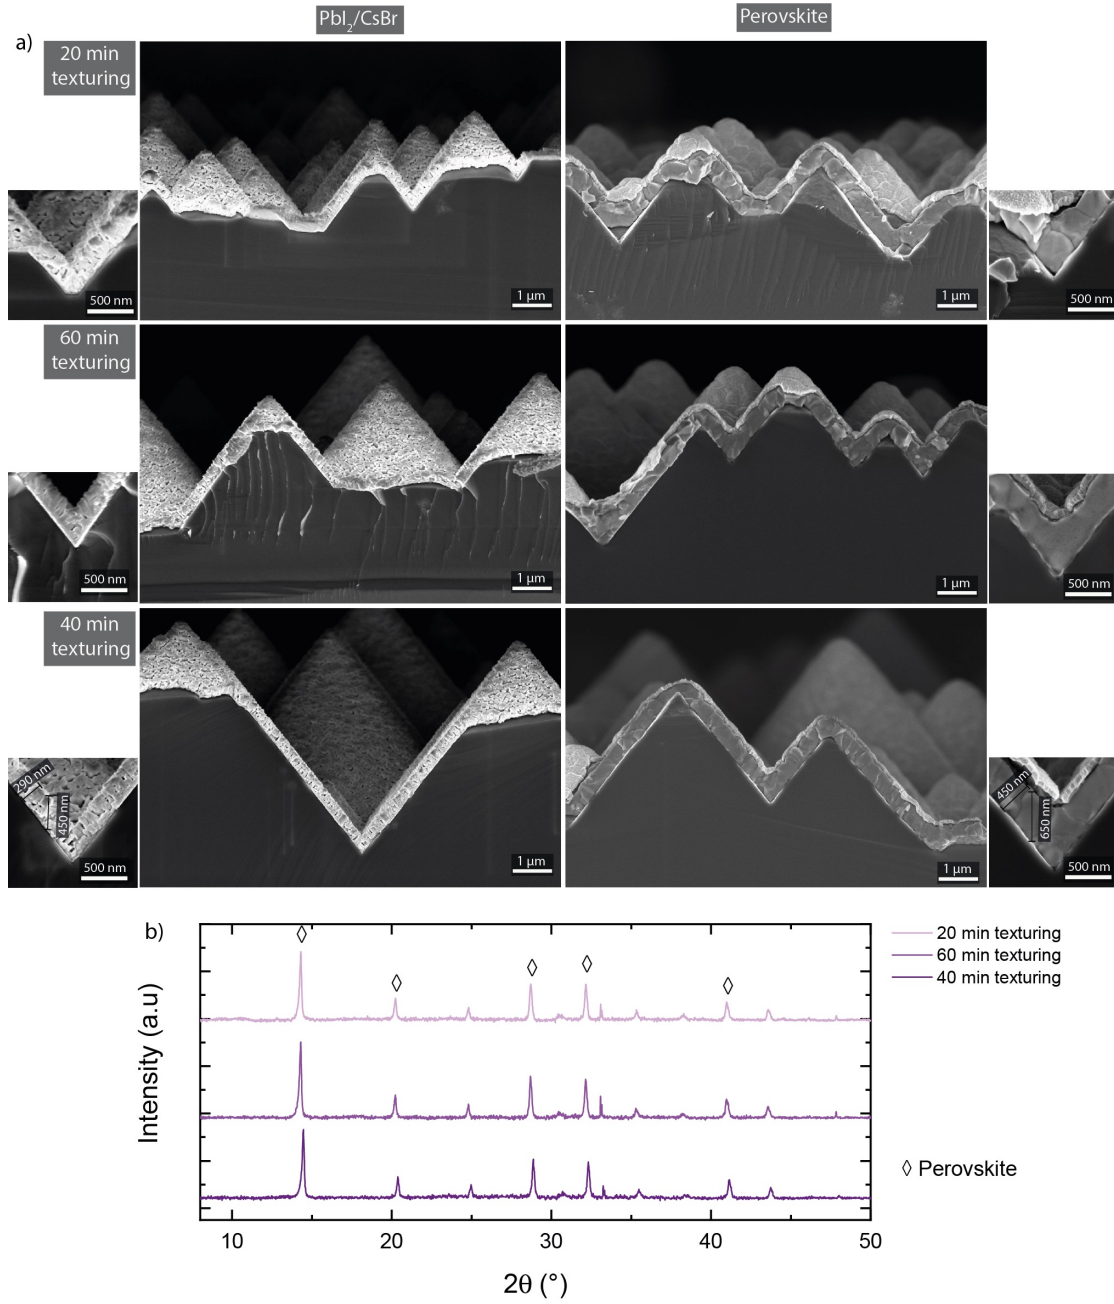 PbI₂/CsBr
Perovskite
a)
20 min
texturing
500 nm
1 µm
1 µm
500 nm
60 min
texturing
500 nm
1 µm
1 µm
500 nm
40 min
texturing
290 nm
450 nm
500 nm
1 µm
1 µm
450 nm
650 nm
500 nm
b)
20 min texturing
60 min texturing
40 min texturing
Intensity (a.u)
◊ Perovskite
10
20
30
40
50
2θ (°)